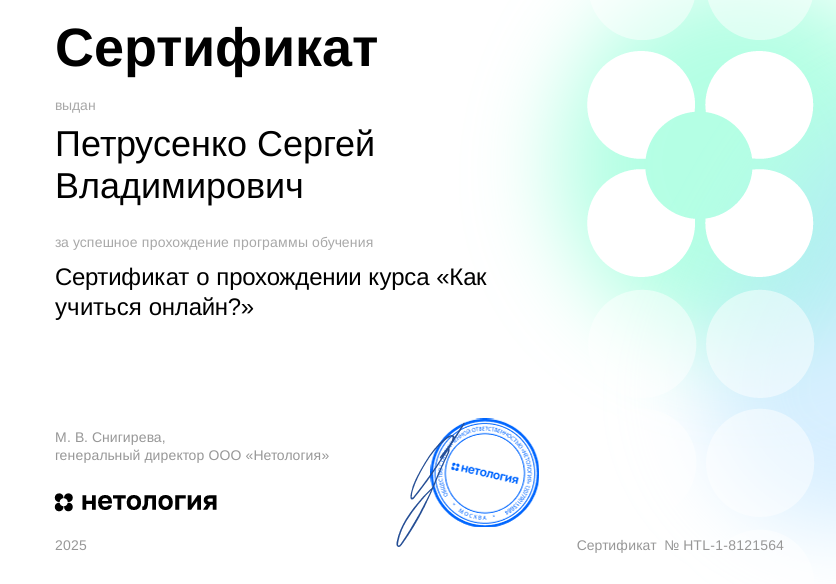 Сертификат
выдан
Петрусенко Сергей
Владимирович
за успешное прохождение программы обучения
Сертификат о прохождении курса «Как
учиться онлайн?»
М. В. Снигирева,
генеральный директор ООО «Нетология»
нетология
2025
нетология
МОСКВА
Сертификат № HTL-1-8121564